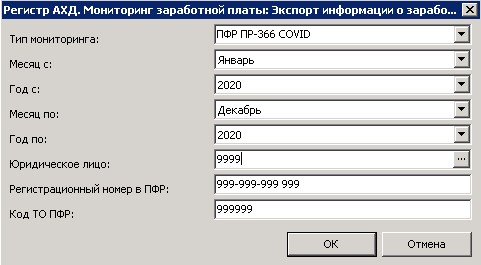 Регистр АХД. Мониторинг заработной платы: Экспорт информации о зарабо...
Тип мониторинга: ПФР ПР-366 COVID
Месяц с: Январь
Год с: 2020
Месяц по: Декабрь
Год по: 2020
Юридическое лицо: 9999 ...
Регистрационный номер в ПФР: 999-999-999 999
Код ТО ПФР: 999999
ОК Отмена